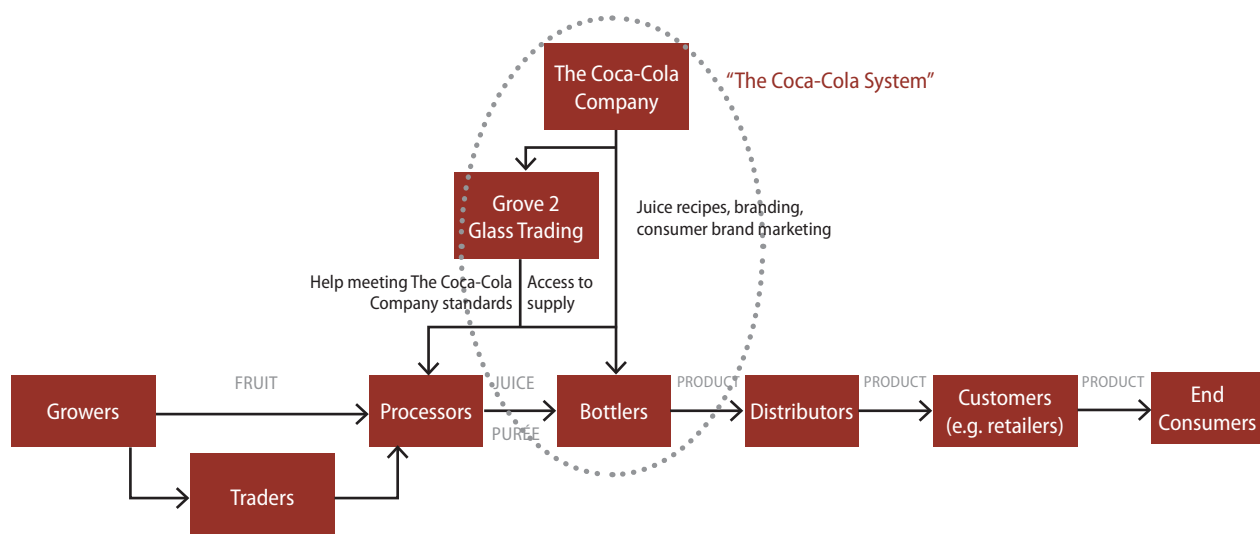 The Coca-Cola
Company
“The Coca-Cola System”
Grove 2
Glass Trading
Juice recipes, branding,
consumer brand marketing
Help meeting The Coca-Cola
Company standards
Access to
supply
Growers
FRUIT
Processors
JUICE
PURÉE
Bottlers
PRODUCT
Distributors
PRODUCT
Customers
(e.g. retailers)
PRODUCT
End
Consumers
Traders